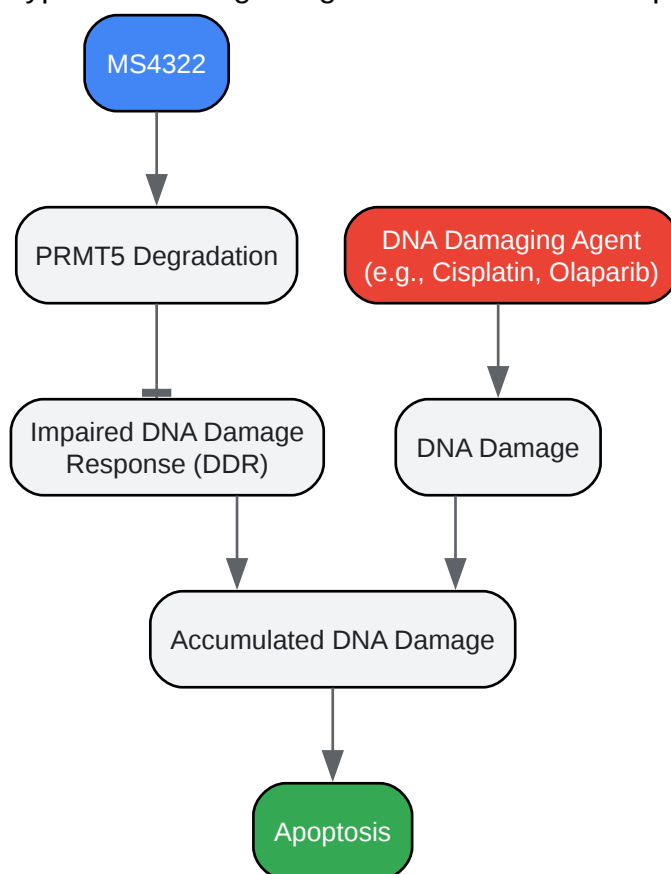 MS4322
PRMT5 Degradation
DNA Damaging Agent
(e.g., Cisplatin, Olaparib)
Impaired DNA Damage
Response (DDR)
DNA Damage
Accumulated DNA Damage
Apoptosis